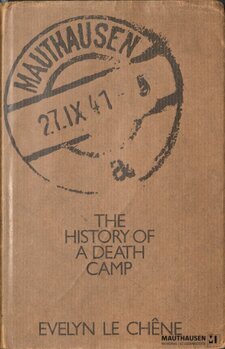 MAUTHAUSEN
27.IX 41
a
THE
HISTORY OF
A DEATH
CAMP
EVELYN LE CHÊNE
MAUTHAUSEN